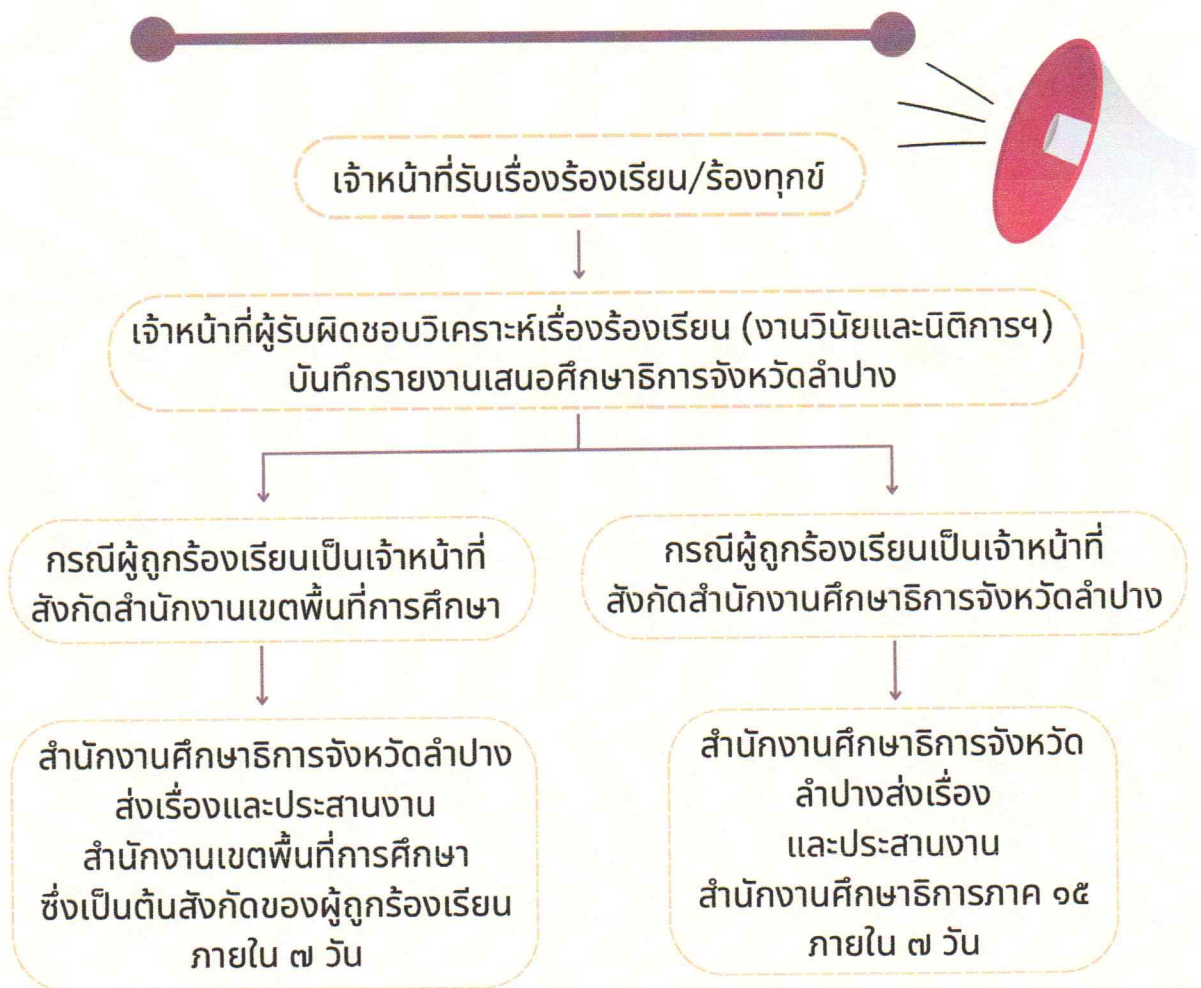 เจ้าหน้าที่รับเรื่องร้องเรียน/ร้องทุกข์
เจ้าหน้าที่ผู้รับผิดชอบวิเคราะห์เรื่องร้องเรียน (งานวินัยและนิติการฯ)
บันทึกรายงานเสนอศึกษาธิการจังหวัดลำปาง
กรณีผู้ถูกร้องเรียนเป็นเจ้าหน้าที่
สังกัดสำนักงานเขตพื้นที่การศึกษา
กรณีผู้ถูกร้องเรียนเป็นเจ้าหน้าที่
สังกัดสำนักงานศึกษาธิการจังหวัดลำปาง
สำนักงานศึกษาธิการจังหวัดลำปาง
ส่งเรื่องและประสานงาน
สำนักงานเขตพื้นที่การศึกษา
ซึ่งเป็นต้นสังกัดของผู้ถูกร้องเรียน
ภายใน ๗ วัน
สำนักงานศึกษาธิการจังหวัด
ลำปางส่งเรื่อง
และประสานงาน
สำนักงานศึกษาธิการภาค ๑๕
ภายใน ๗ วัน